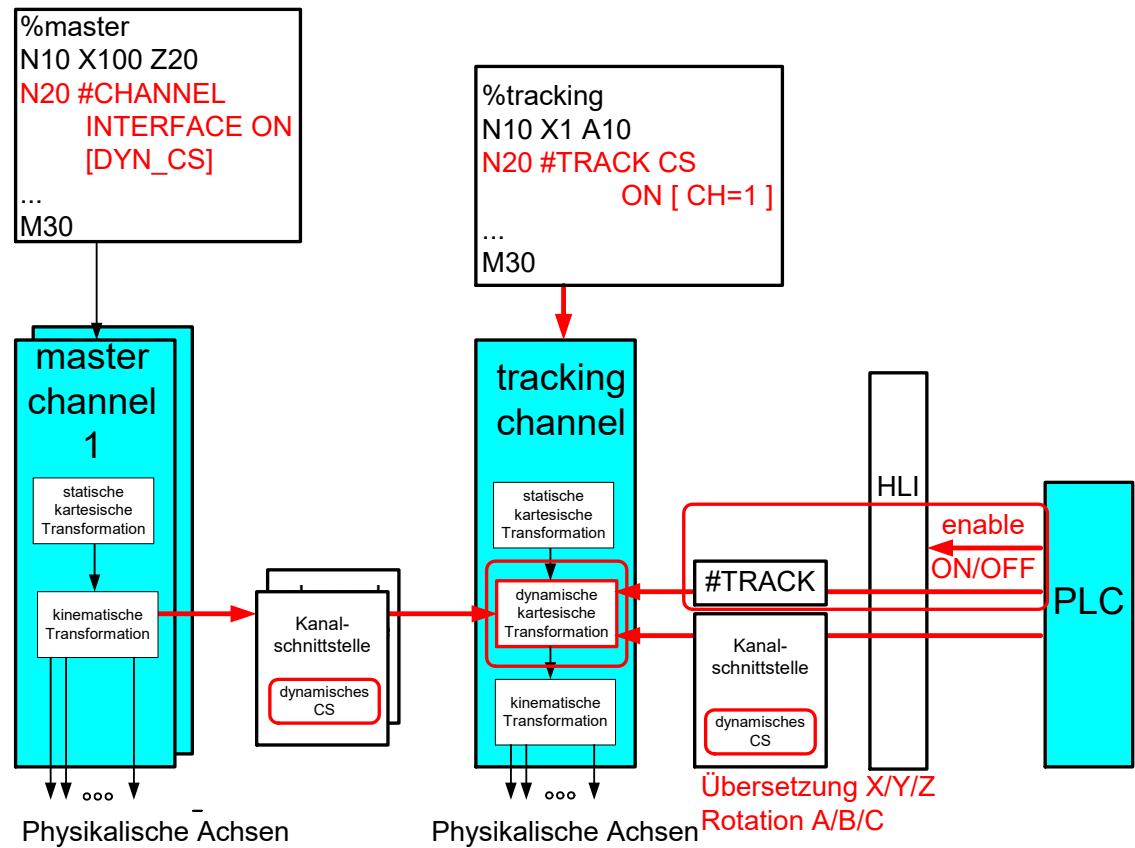 %master
N10 X100 Z20
N20 #CHANNEL
INTERFACE ON
[DYN_CS]
...
M30
%tracking
N10 X1 A10
N20 #TRACK CS
ON [ CH=1 ]
...
M30
master
channel
1
statische
kartesische
Transformation
kinematische
Transformation
Physikalische Achsen
Kanal-
schnittstelle
dynamisches
CS
tracking
channel
statische
kartesische
Transformation
dynamische
kartesische
Transformation
kinematische
Transformation
Physikalische Achsen
#TRACK
Kanal-
schnittstelle
dynamisches
CS
Übersetzung X/Y/Z
Rotation A/B/C
HLI
enable
ON/OFF
PLC